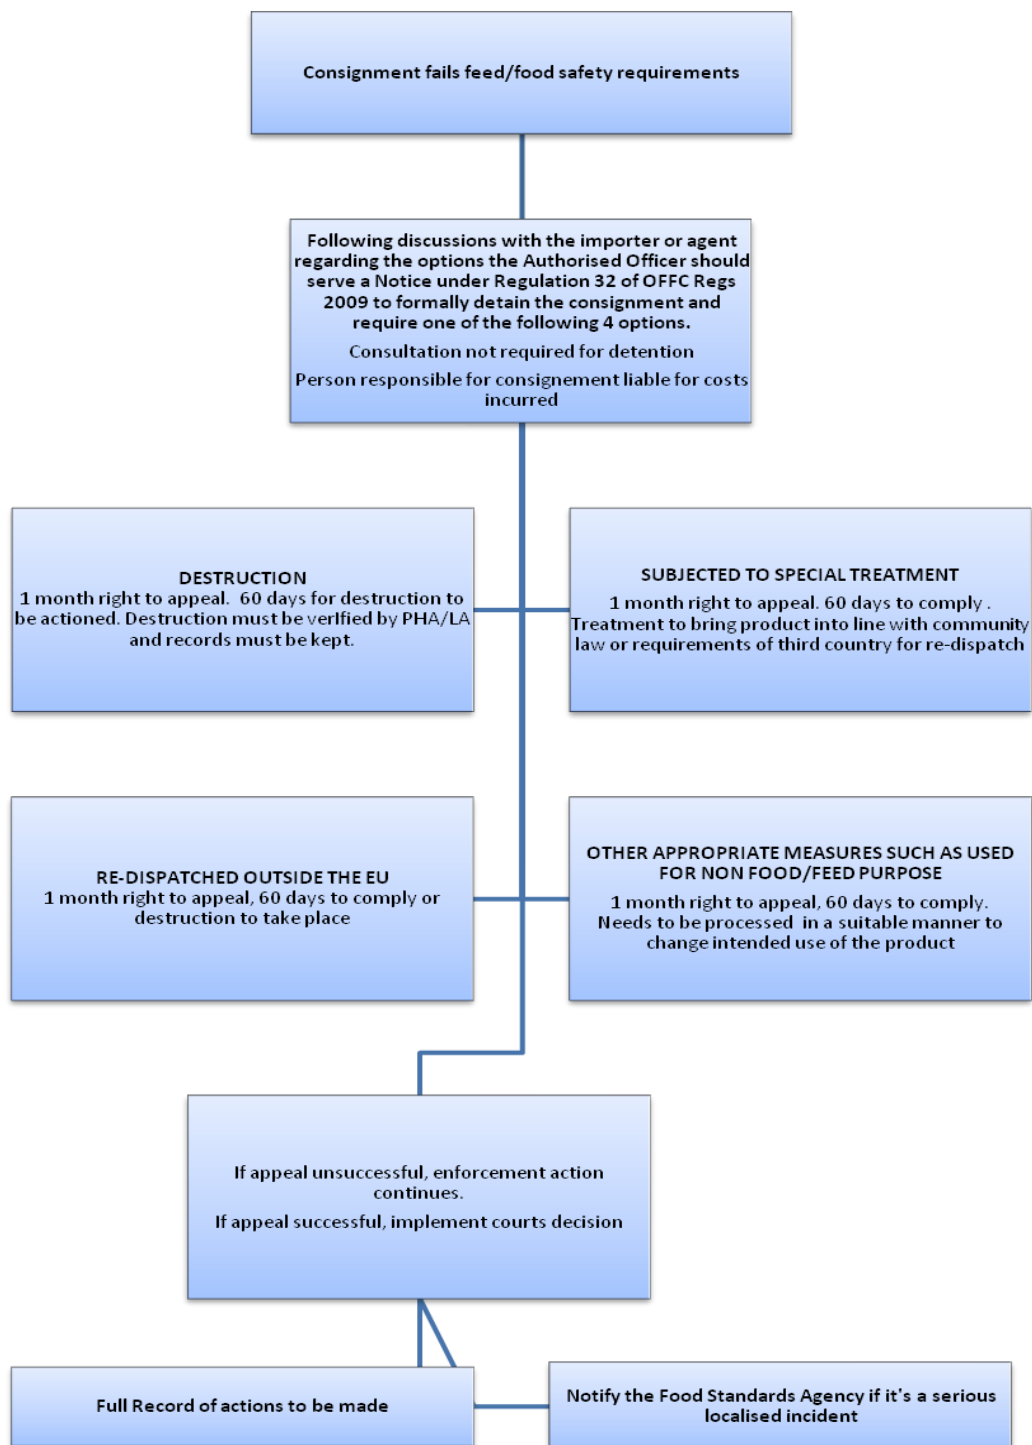 Consignment fails feed/food safety requirements
Following discussions with the importer or agent
regarding the options the Authorised Officer should
serve a Notice under Regulation 32 of OFFC Regs
2009 to formally detain the consignment and
require one of the following 4 options.
Consultation not required for detention
Person responsible for consignement liable for costs
incurred
DESTRUCTION
1 month right to appeal. 60 days for destruction to
be actioned. Destruction must be verified by PHA/LA
and records must be kept.
SUBJECTED TO SPECIAL TREATMENT
1 month right to appeal. 60 days to comply .
Treatment to bring product into line with community
law or requirements of third country for re-dispatch
RE-DISPATCHED OUTSIDE THE EU
1 month right to appeal, 60 days to comply or
destruction to take place
OTHER APPROPRIATE MEASURES SUCH AS USED
FOR NON FOOD/FEED PURPOSE
1 month right to appeal, 60 days to comply.
Needs to be processed in a suitable manner to
change intended use of the product
If appeal unsuccessful, enforcement action
continues.
If appeal successful, implement courts decision
Full Record of actions to be made
Notify the Food Standards Agency if it's a serious
localised incident